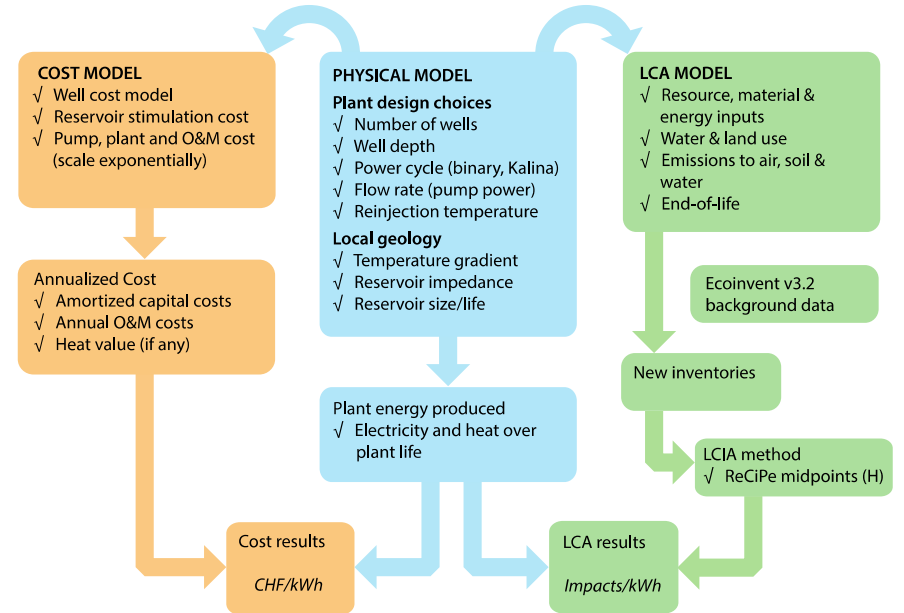 COST MODEL
√ Well cost model
√ Reservoir stimulation cost
√ Pump, plant and O&M cost
(scale exponentially)
Annualized Cost
√ Amortized capital costs
√ Annual O&M costs
√ Heat value (if any)
PHYSICAL MODEL
Plant design choices
√ Number of wells
√ Well depth
√ Power cycle (binary, Kalina)
√ Flow rate (pump power)
√ Reinjection temperature
Local geology
√ Temperature gradient
√ Reservoir impedance
√ Reservoir size/life
Plant energy produced
√ Electricity and heat over
plant life
LCA MODEL
√ Resource, material &
energy inputs
√ Water & land use
√ Emissions to air, soil &
water
√ End-of-life
Ecoinvent v3.2
background data
New inventories
LCIA method
√ ReCiPe midpoints (H)
Cost results
CHF/kWh
LCA results
Impacts/kWh